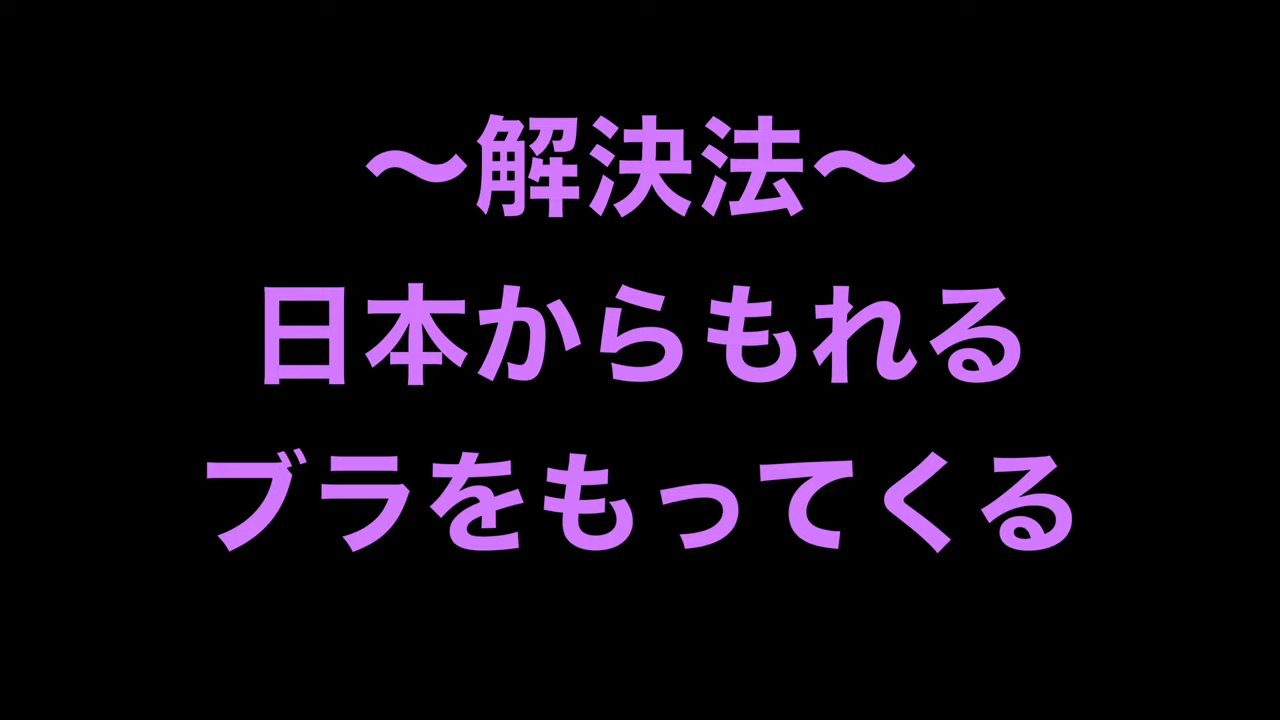 〜解決法〜
日本からもれる
ブラをもってくる